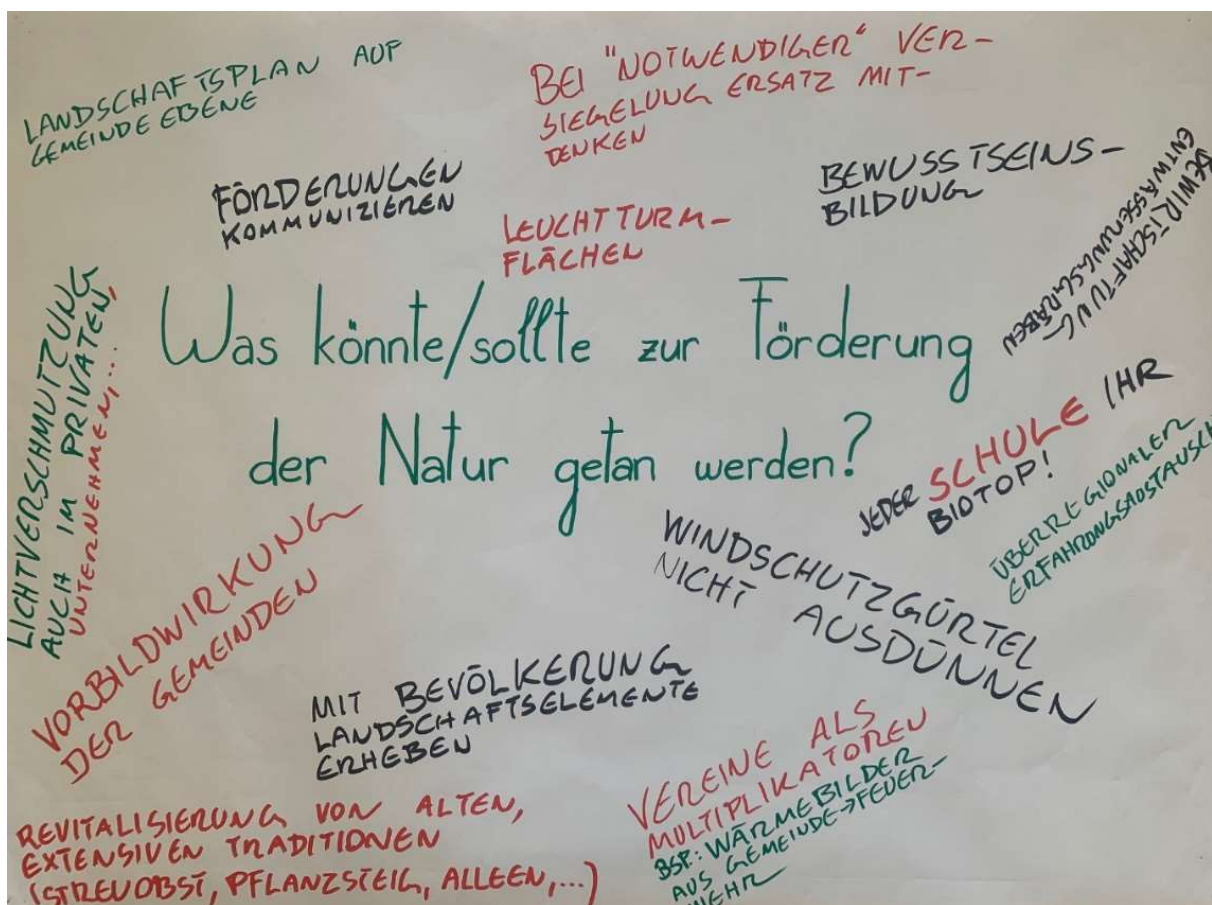 LANDSCHAFTSPLAN AUF
GEMEINDEEBENE
BEI "NOTWENDIGER" VER-
SIEGELUNG ERSATZ MIT-
DENKEN
FÖRDERUNGEN
KOMMUNIZIEREN
LEUCHTTURM-
FLÄCHEN
BEWUSSTSEINS-
BILDUNG
BEWIRTSCHAFTUNG
ENTWÄSSERUNGSGRÄBEN
Was könnte/sollte zur Förderung
der Natur getan werden?
LICHTVERSCHMUTZUNG
AUCH IM PRIVATEN,
UNTERNEHMEN,...
JEDER SCHULE IHR
BIOTOP!
ÜBERREGIONALER
ERFAHRUNGSAUSTAUSCH
VORBILDWIRKUNG
DER GEMEINDEN
WINDSCHUTZGÜRTEL
NICHT AUSDÜNNEN
MIT BEVÖLKERUNG
LANDSCHAFTSELEMENTE
ERHEBEN
VEREINE ALS
MULTIPLIKATOREN
BSP.: WÄRMEBILDER
AUS GEMEINDE→FEUER-
WEHR
REVITALISIERUNG VON ALTEN,
EXTENSIVEN TRADITIONEN
(STREUOBST, PFLANZSTEIG, ALLEEN,...)